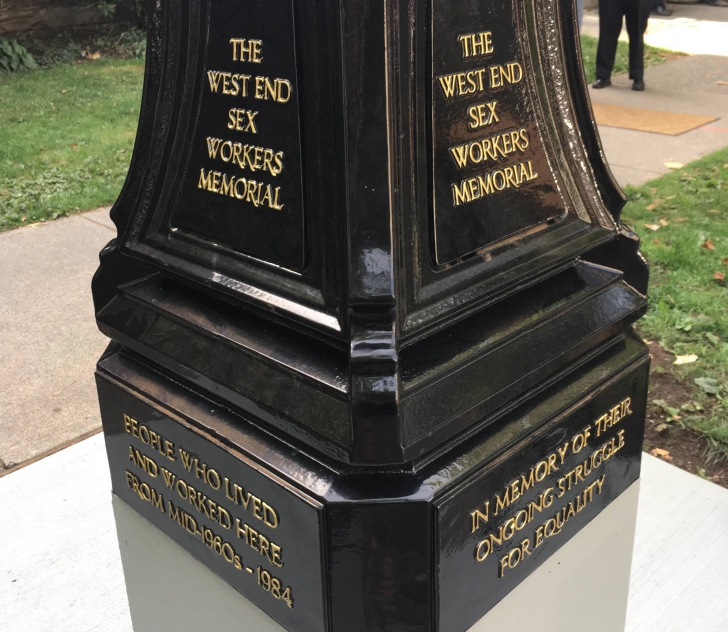 THE
WEST END
SEX
WORKERS
MEMORIAL
THE
WEST END
SEX
WORKERS
MEMORIAL
PEOPLE WHO LIVED
AND WORKED HERE
FROM MID-1960s - 1984
IN MEMORY OF THEIR
ONGOING STRUGGLE
FOR EQUALITY